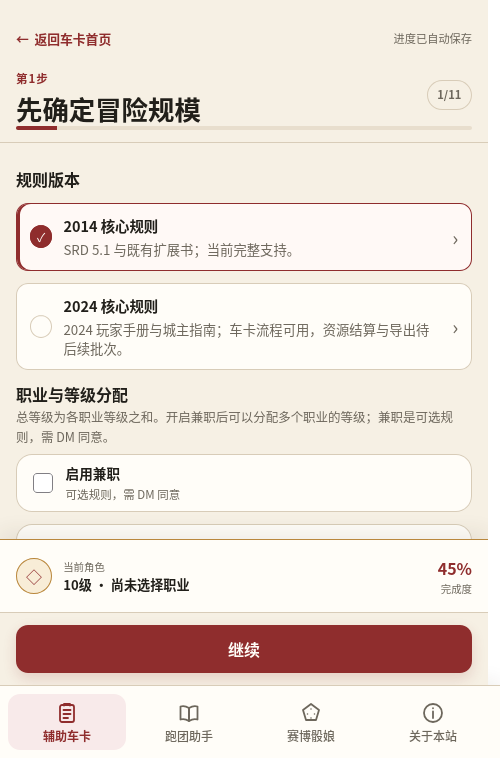 ← 返回车卡首页
进度已自动保存
第1步
先确定冒险规模
1/11
规则版本
2014 核心规则
SRD 5.1 与既有扩展书；当前完整支持。
2024 核心规则
2024 玩家手册与城主指南；车卡流程可用，资源结算与导出待
后续批次。
职业与等级分配
总等级为各职业等级之和。开启兼职后可以分配多个职业的等级；兼职是可选规
则，需 DM 同意。
启用兼职
可选规则，需 DM 同意
当前角色
10级 · 尚未选择职业
45%
完成度
继续
辅助车卡
跑团助手
赛博骰娘
关于本站